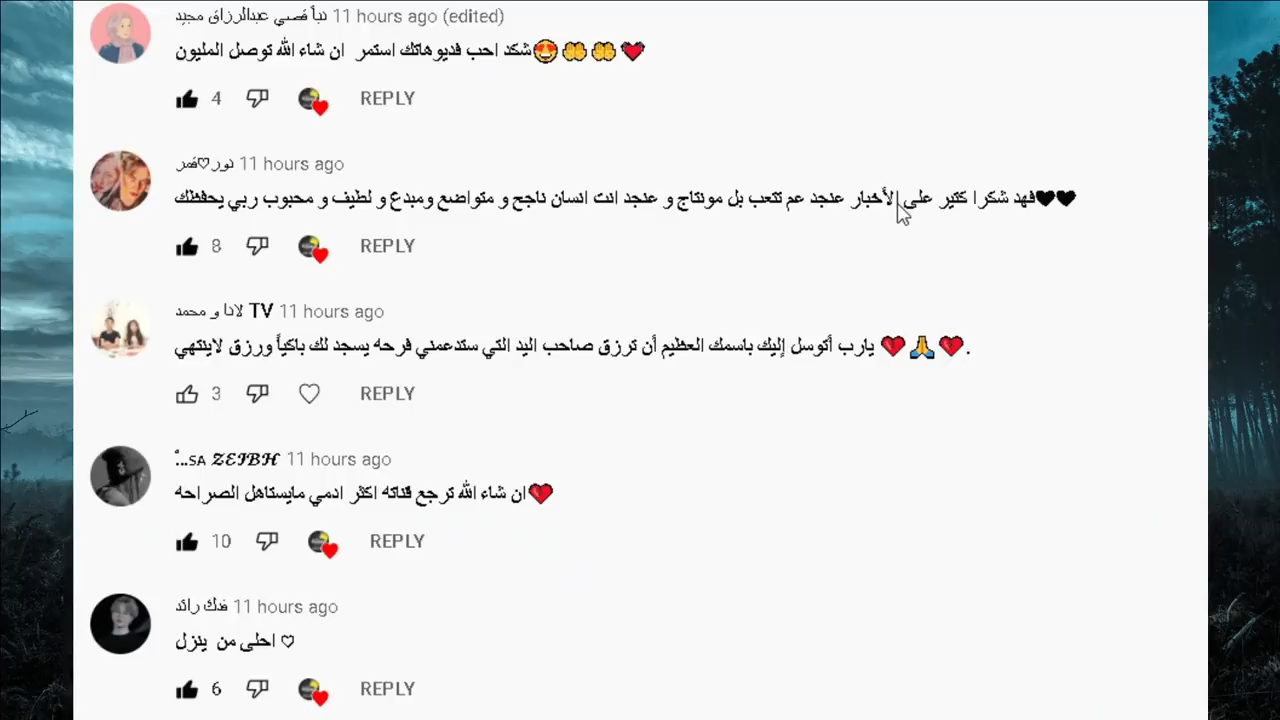 نبأ قصي عبدالرزاق مجيد 11 hours ago (edited)
شكد احب فديوهاتك استمر ان شاء الله توصل المليون😍🤲🤲💓
4 REPLY
نور♡قمر 11 hours ago
فهد شكرا كتير على الأخبار عنجد عم تتعب بل مونتاج و عنجد انت انسان ناجح و متواضع ومبدع و لطيف و محبوب ربي يحفظك🖤🖤
8 REPLY
لانا و محمد TV 11 hours ago
يارب أتوسل إليك باسمك العظيم أن ترزق صاحب اليد التي ستدعمني فرحه يسجد لك باكياً ورزق لاينتهي ❤️🙏❤️.
3 REPLY
...ّsᴀ 𝓩𝓔𝓘𝓑𝓗 11 hours ago
ان شاء الله ترجع قناته اكثر ادمي مايستاهل الصراحه❤️
10 REPLY
فدك رائد 11 hours ago
احلى من ينزل ♡
6 REPLY